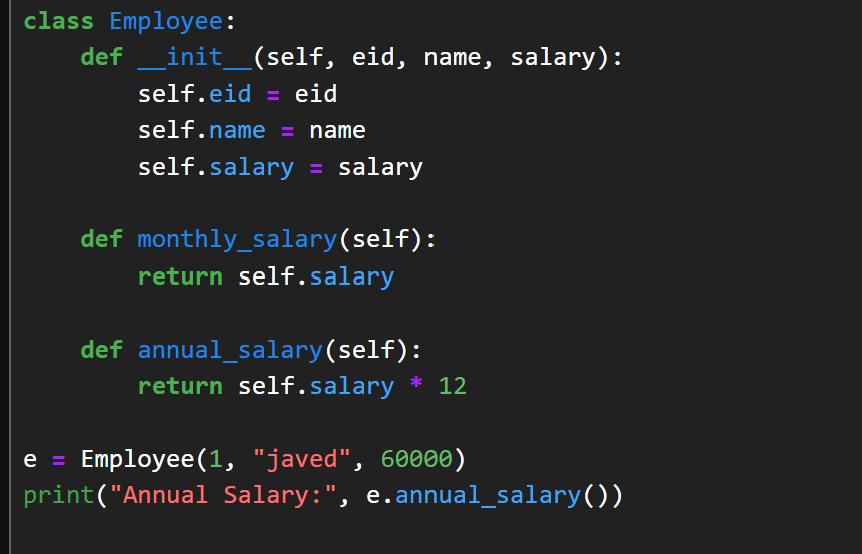 class Employee:
    def __init__(self, eid, name, salary):
        self.eid = eid
        self.name = name
        self.salary = salary

    def monthly_salary(self):
        return self.salary

    def annual_salary(self):
        return self.salary * 12

e = Employee(1, "javed", 60000)
print("Annual Salary:", e.annual_salary())